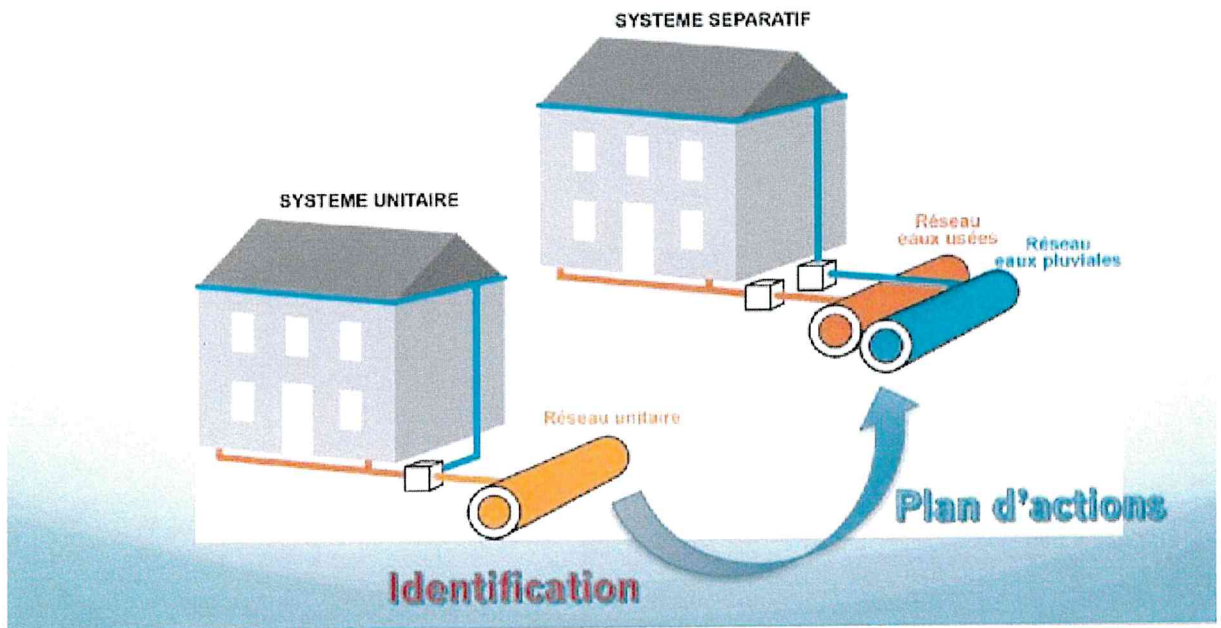 SYSTEME SEPARATIF
SYSTEME UNITAIRE
Réseau
eaux usées
Réseau
eaux pluviales
Réseau unitaire
Plan d'actions
Identification